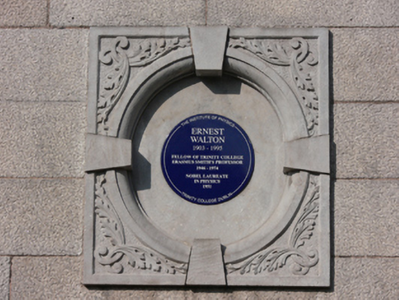 THE INSTITUTE OF PHYSICS
ERNEST
WALTON
1903 - 1995
FELLOW OF TRINITY COLLEGE
ERASMUS SMITH'S PROFESSOR
1946 - 1974
NOBEL LAUREATE
IN PHYSICS
1951
TRINITY COLLEGE DUBLIN